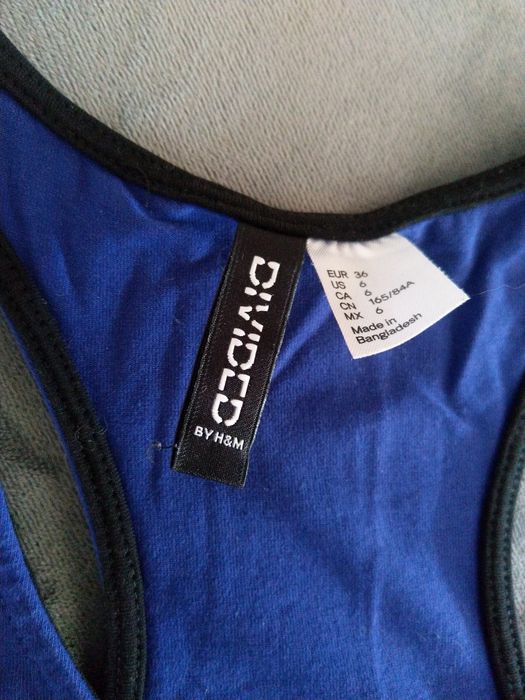 DIVIDED
BY H&M
EUR 36
US 6
CA 6
CN 165/84A
MX 6
Made in
Bangladesh